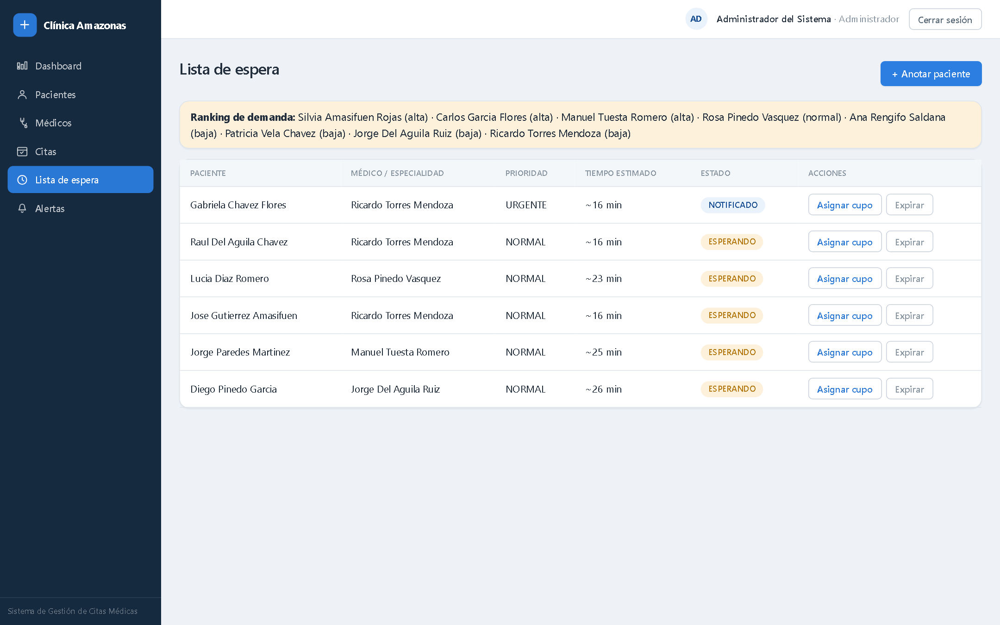 Clínica Amazonas
Dashboard
Pacientes
Médicos
Citas
Lista de espera
Alertas
Sistema de Gestión de Citas Médicas
AD Administrador del Sistema · Administrador Cerrar sesión
Lista de espera
+ Anotar paciente
Ranking de demanda: Silvia Amasifuen Rojas (alta) · Carlos Garcia Flores (alta) · Manuel Tuesta Romero (alta) · Rosa Pinedo Vasquez (normal) · Ana Rengifo Saldana
(baja) · Patricia Vela Chavez (baja) · Jorge Del Aguila Ruiz (baja) · Ricardo Torres Mendoza (baja)
PACIENTE MÉDICO / ESPECIALIDAD PRIORIDAD TIEMPO ESTIMADO ESTADO ACCIONES
Gabriela Chavez Flores Ricardo Torres Mendoza URGENTE ~16 min NOTIFICADO Asignar cupo Expirar
Raul Del Aguila Chavez Ricardo Torres Mendoza NORMAL ~16 min ESPERANDO Asignar cupo Expirar
Lucia Diaz Romero Rosa Pinedo Vasquez NORMAL ~23 min ESPERANDO Asignar cupo Expirar
Jose Gutierrez Amasifuen Ricardo Torres Mendoza NORMAL ~16 min ESPERANDO Asignar cupo Expirar
Jorge Paredes Martinez Manuel Tuesta Romero NORMAL ~25 min ESPERANDO Asignar cupo Expirar
Diego Pinedo Garcia Jorge Del Aguila Ruiz NORMAL ~26 min ESPERANDO Asignar cupo Expirar